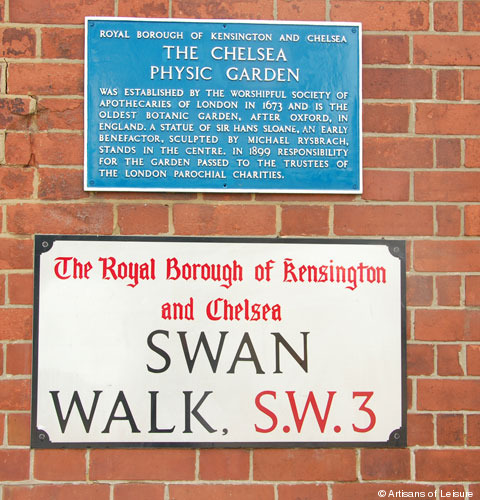 ROYAL BOROUGH OF KENSINGTON AND CHELSEA
THE CHELSEA
PHYSIC GARDEN
WAS ESTABLISHED BY THE WORSHIPFUL SOCIETY OF
APOTHECARIES OF LONDON IN 1673 AND IS THE
OLDEST BOTANIC GARDEN, AFTER OXFORD, IN
ENGLAND. A STATUE OF SIR HANS SLOANE, AN EARLY
BENEFACTOR, SCULPTED BY MICHAEL RYSBRACH,
STANDS IN THE CENTRE. IN 1899 RESPONSIBILITY
FOR THE GARDEN PASSED TO THE TRUSTEES OF
THE LONDON PAROCHIAL CHARITIES.
The Royal Borough of Kensington
and Chelsea
SWAN
WALK, S.W.3
© Artisans of Leisure